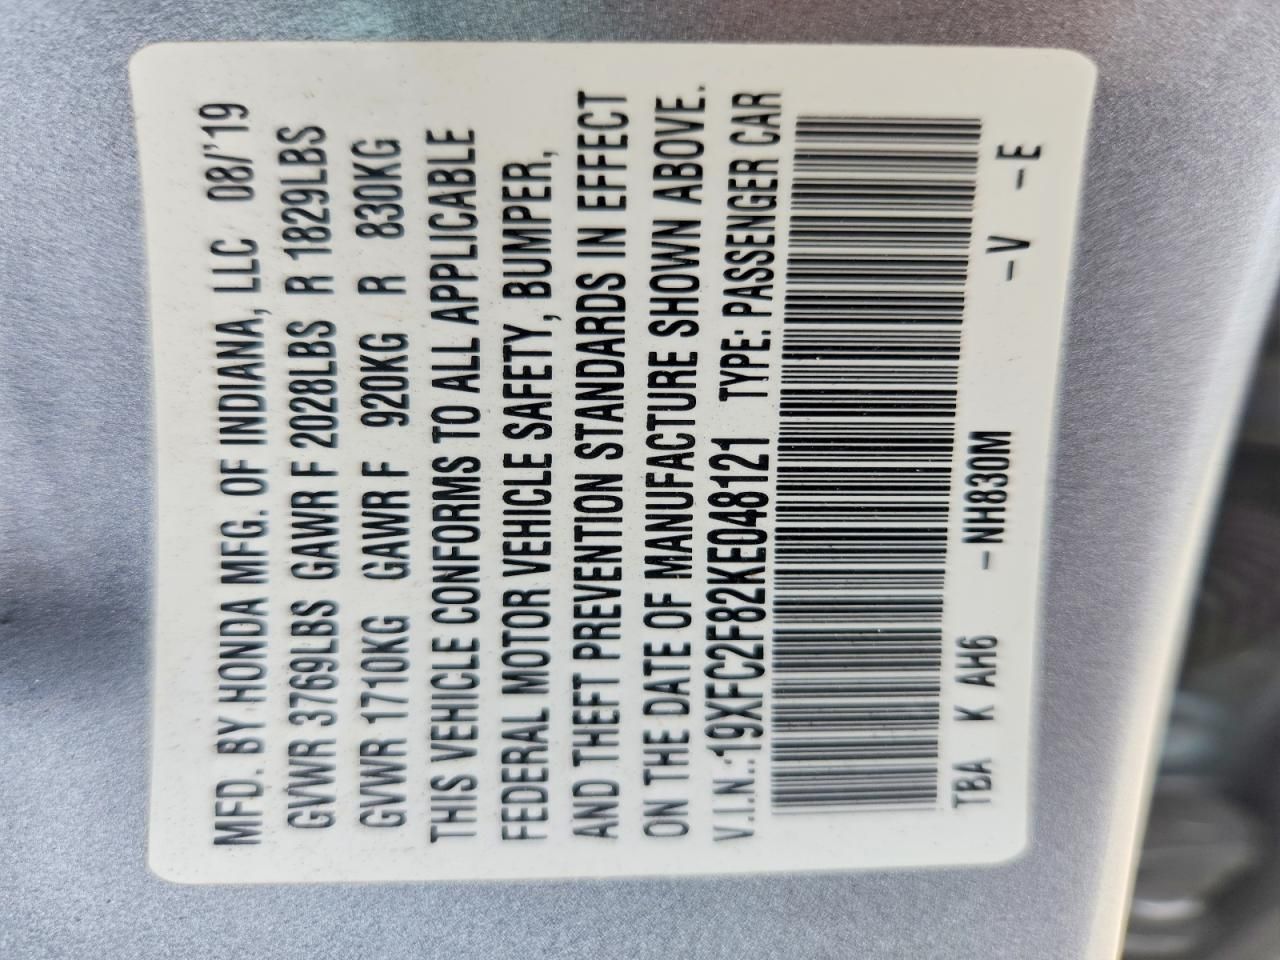 MFD. BY HONDA MFG. OF INDIANA, LLC 08/'19
GVWR 3769LBS GAWR F 2028LBS R 1829LBS
GVWR 1710KG GAWR F 920KG R 830KG
THIS VEHICLE CONFORMS TO ALL APPLICABLE
FEDERAL MOTOR VEHICLE SAFETY, BUMPER,
AND THEFT PREVENTION STANDARDS IN EFFECT
ON THE DATE OF MANUFACTURE SHOWN ABOVE.
V.I.N.:19XFC2F82KE048121 TYPE: PASSENGER CAR
TBA K AH6 -NH830M -V -E